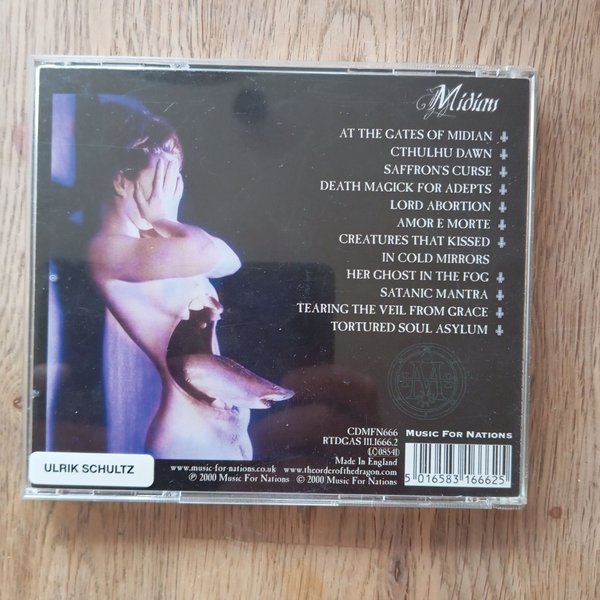 Midian
AT THE GATES OF MIDIAN
CTHULHU DAWN
SAFFRON'S CURSE
DEATH MAGICK FOR ADEPTS
LORD ABORTION
AMOR E MORTE
CREATURES THAT KISSED
IN COLD MIRRORS
HER GHOST IN THE FOG
SATANIC MANTRA
TEARING THE VEIL FROM GRACE
TORTURED SOUL ASYLUM
CDMFN666
RTDGAS 111.1666.2
LC 08541
Made In England
MUSIC FOR NATIONS
5 016583 166625
www.music-for-nations.co.uk www.theorderofthedragon.com
℗ 2000 Music For Nations © 2000 Music For Nations
ULRIK SCHULTZ